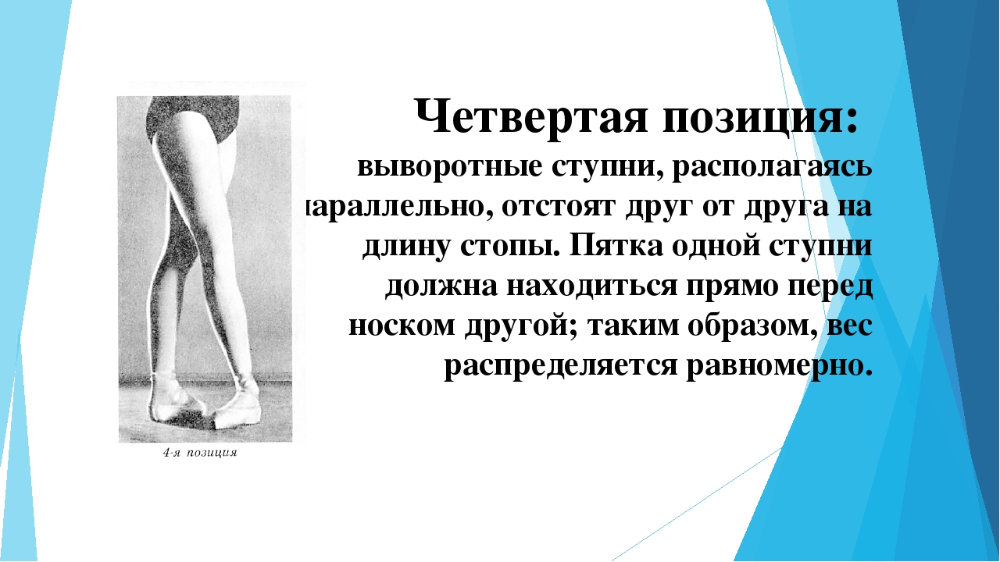 Четвертая позиция:
выворотные ступни, располагаясь
параллельно, отстоят друг от друга на
длину стопы. Пятка одной ступни
должна находиться прямо перед
носком другой; таким образом, вес
распределяется равномерно.
4-я позиция